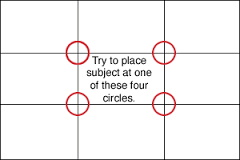 Try to place
subject at one
of these four
circles.